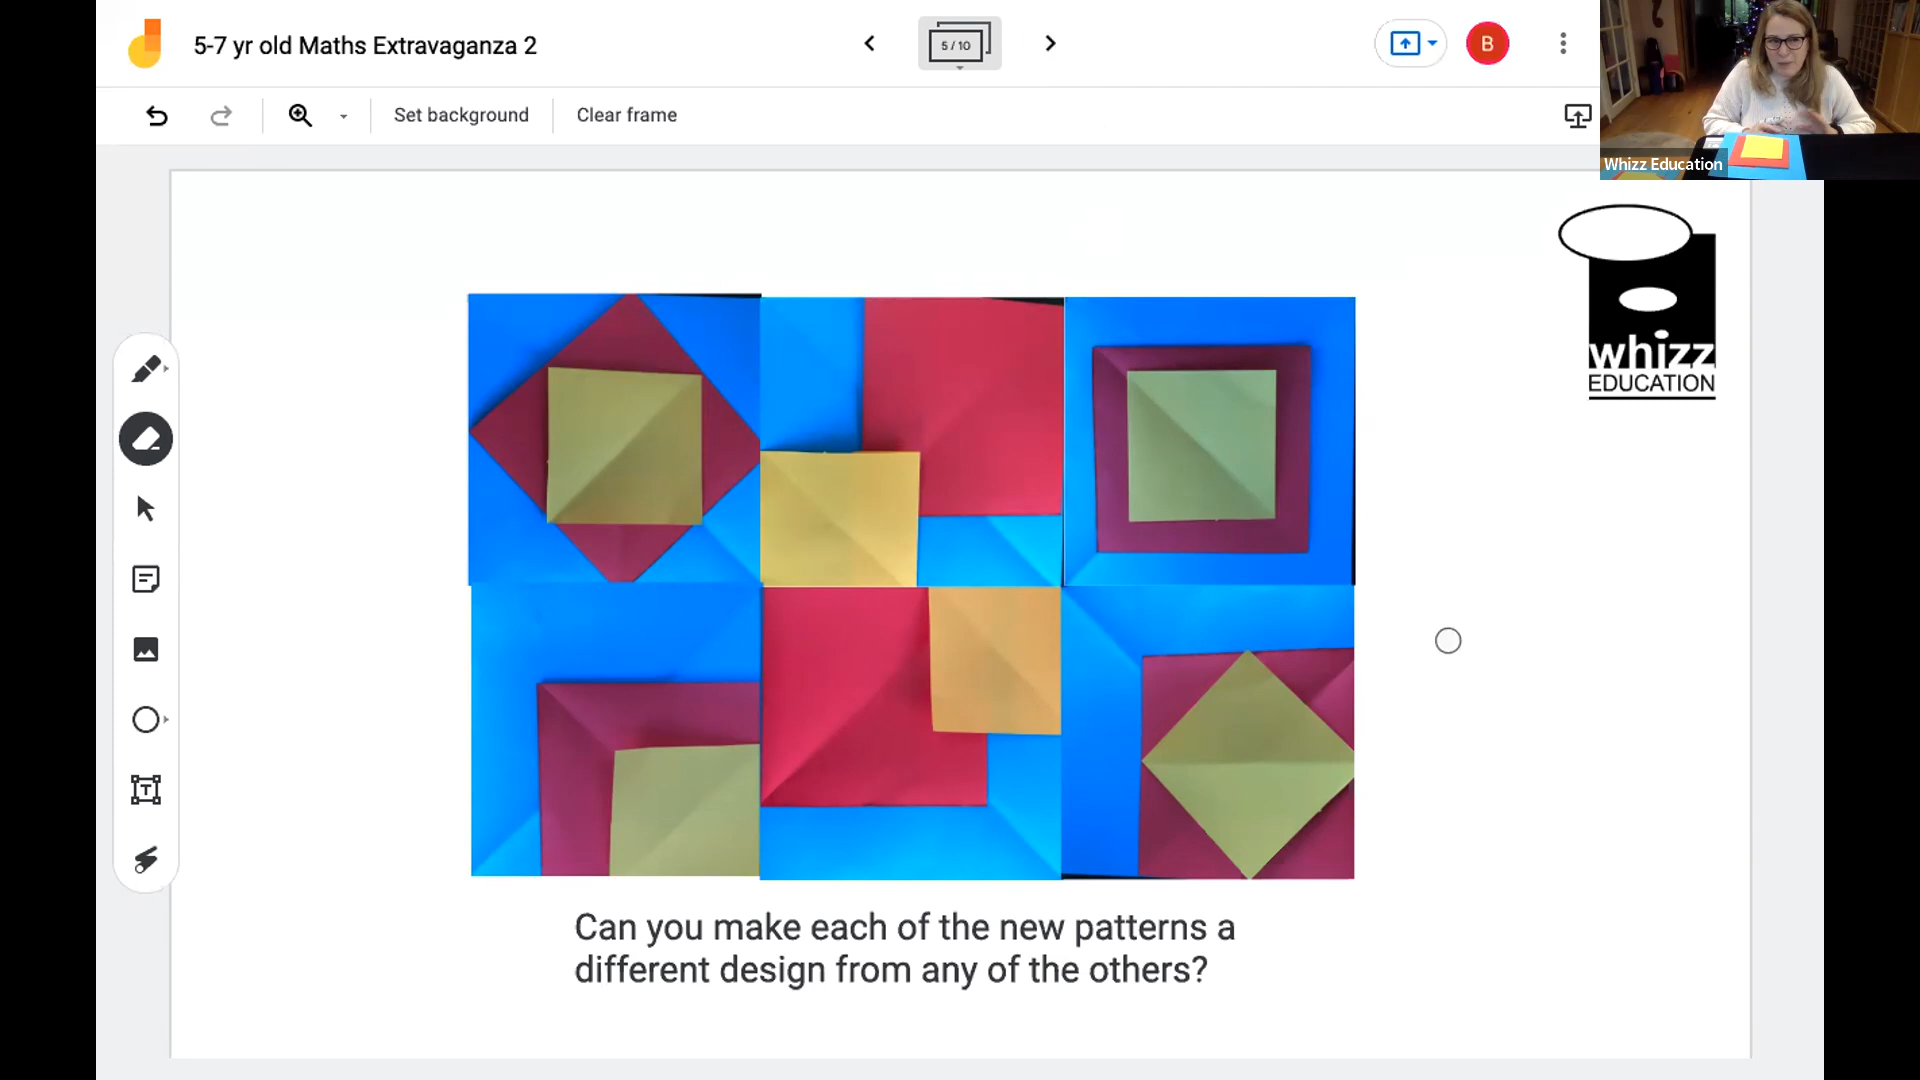 5-7 yr old Maths Extravaganza 2
5 / 10
B
Set background
Clear frame
Whizz Education
whizz
EDUCATION
T
Can you make each of the new patterns a
different design from any of the others?